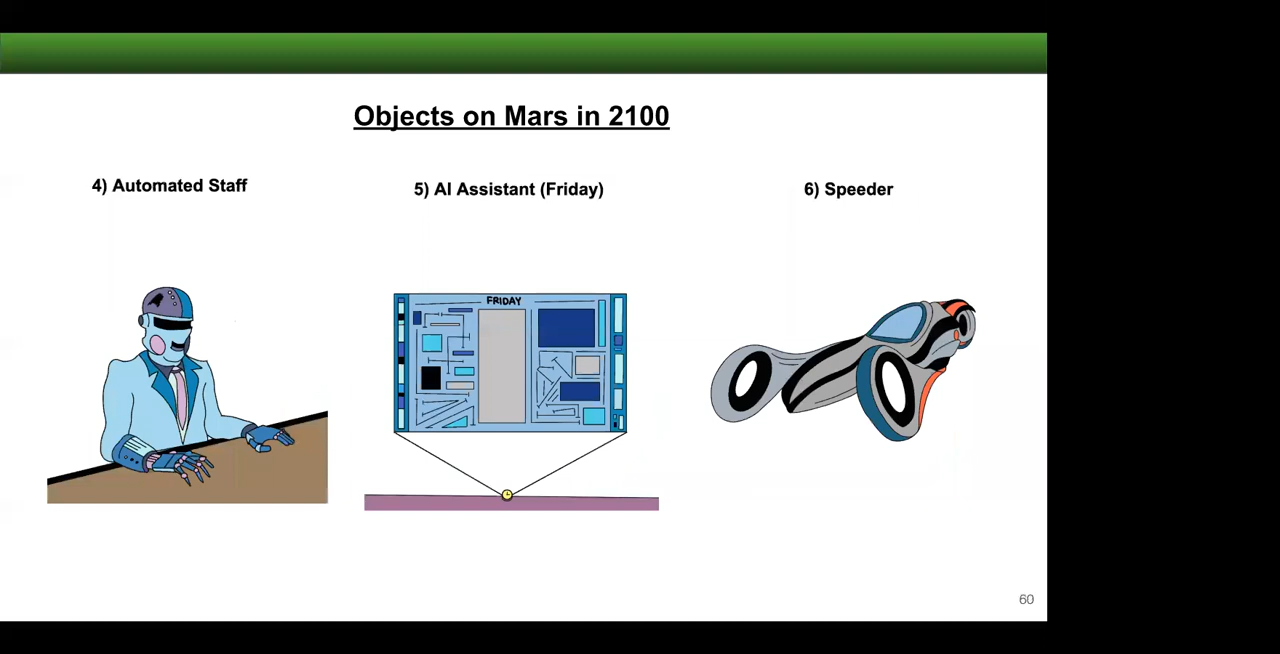 Objects on Mars in 2100
4) Automated Staff
5) AI Assistant (Friday)
6) Speeder
FRIDAY
60